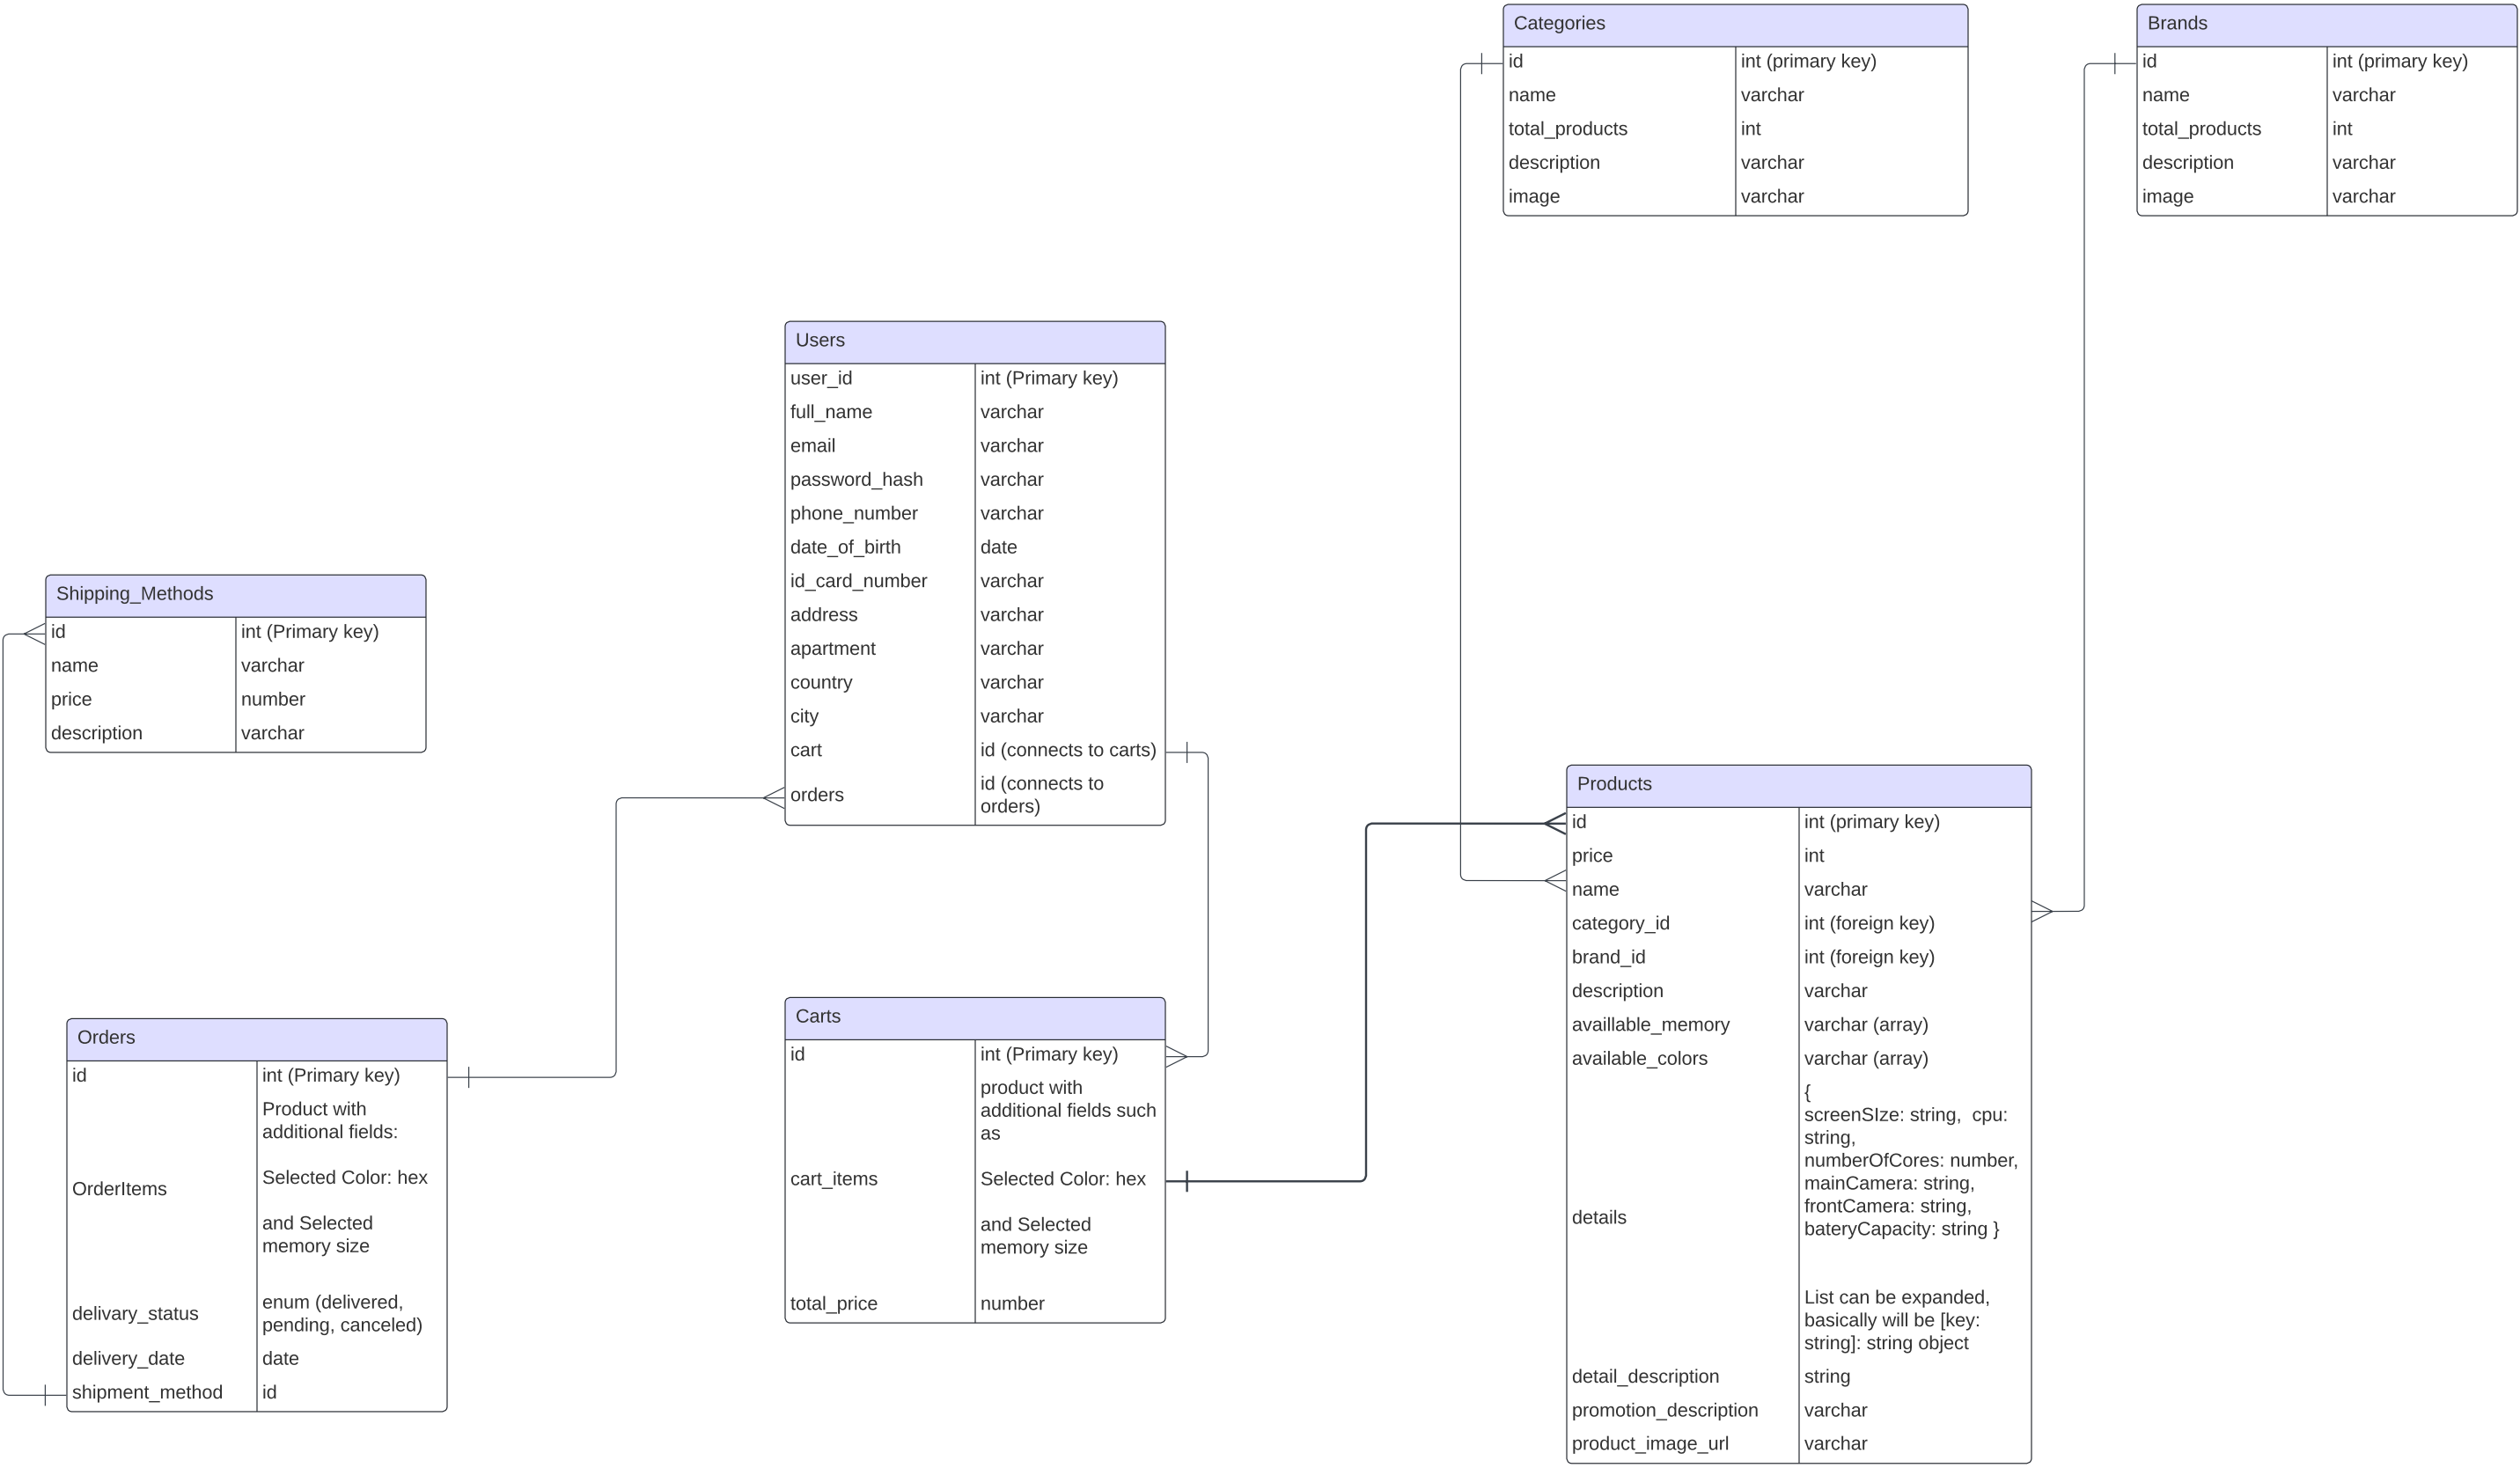 Categories
id int (primary key)
name varchar
total_products int
description varchar
image varchar
Brands
id int (primary key)
name varchar
total_products int
description varchar
image varchar
Users
user_id int (Primary key)
full_name varchar
email varchar
password_hash varchar
phone_number varchar
date_of_birth date
id_card_number varchar
address varchar
apartment varchar
country varchar
city varchar
cart id (connects to carts)
orders
id (connects to
orders)
Shipping_Methods
id int (Primary key)
name varchar
price number
description varchar
Products
id int (primary key)
price int
name varchar
category_id int (foreign key)
brand_id int (foreign key)
description varchar
availlable_memory varchar (array)
available_colors varchar (array)
details
{
screenSIze: string,  cpu:
string,
numberOfCores: number,
mainCamera: string,
frontCamera: string,
bateryCapacity: string }
List can be expanded,
basically will be [key:
string]: string object
detail_description string
promotion_description varchar
product_image_url varchar
Carts
id int (Primary key)
cart_items
product with
additional fields such
as
Selected Color: hex
and Selected
memory size
total_price number
Orders
id int (Primary key)
OrderItems
Product with
additional fields:
Selected Color: hex
and Selected
memory size
delivary_status
enum (delivered,
pending, canceled)
delivery_date date
shipment_method id